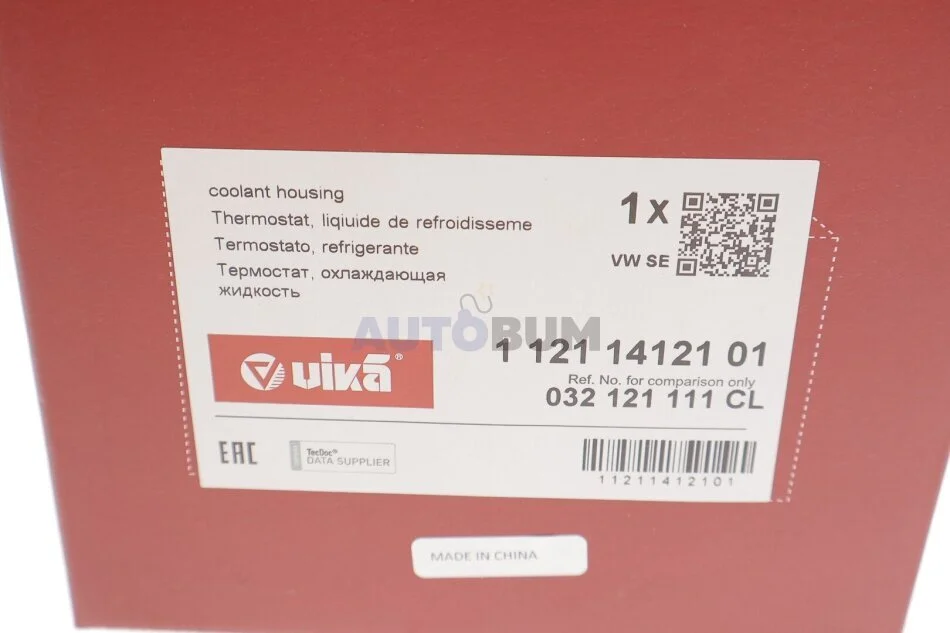 coolant housing
Thermostat, liqiuide de refroidisseme
Termostato, refrigerante
Термостат, охлаждающая
жидкость
1x
VW SE
AUTOBUM
vika®
1 121 14121 01
Ref. No. for comparison only
032 121 111 CL
EAC
TecDoc®
DATA SUPPLIER
11211412101
MADE IN CHINA